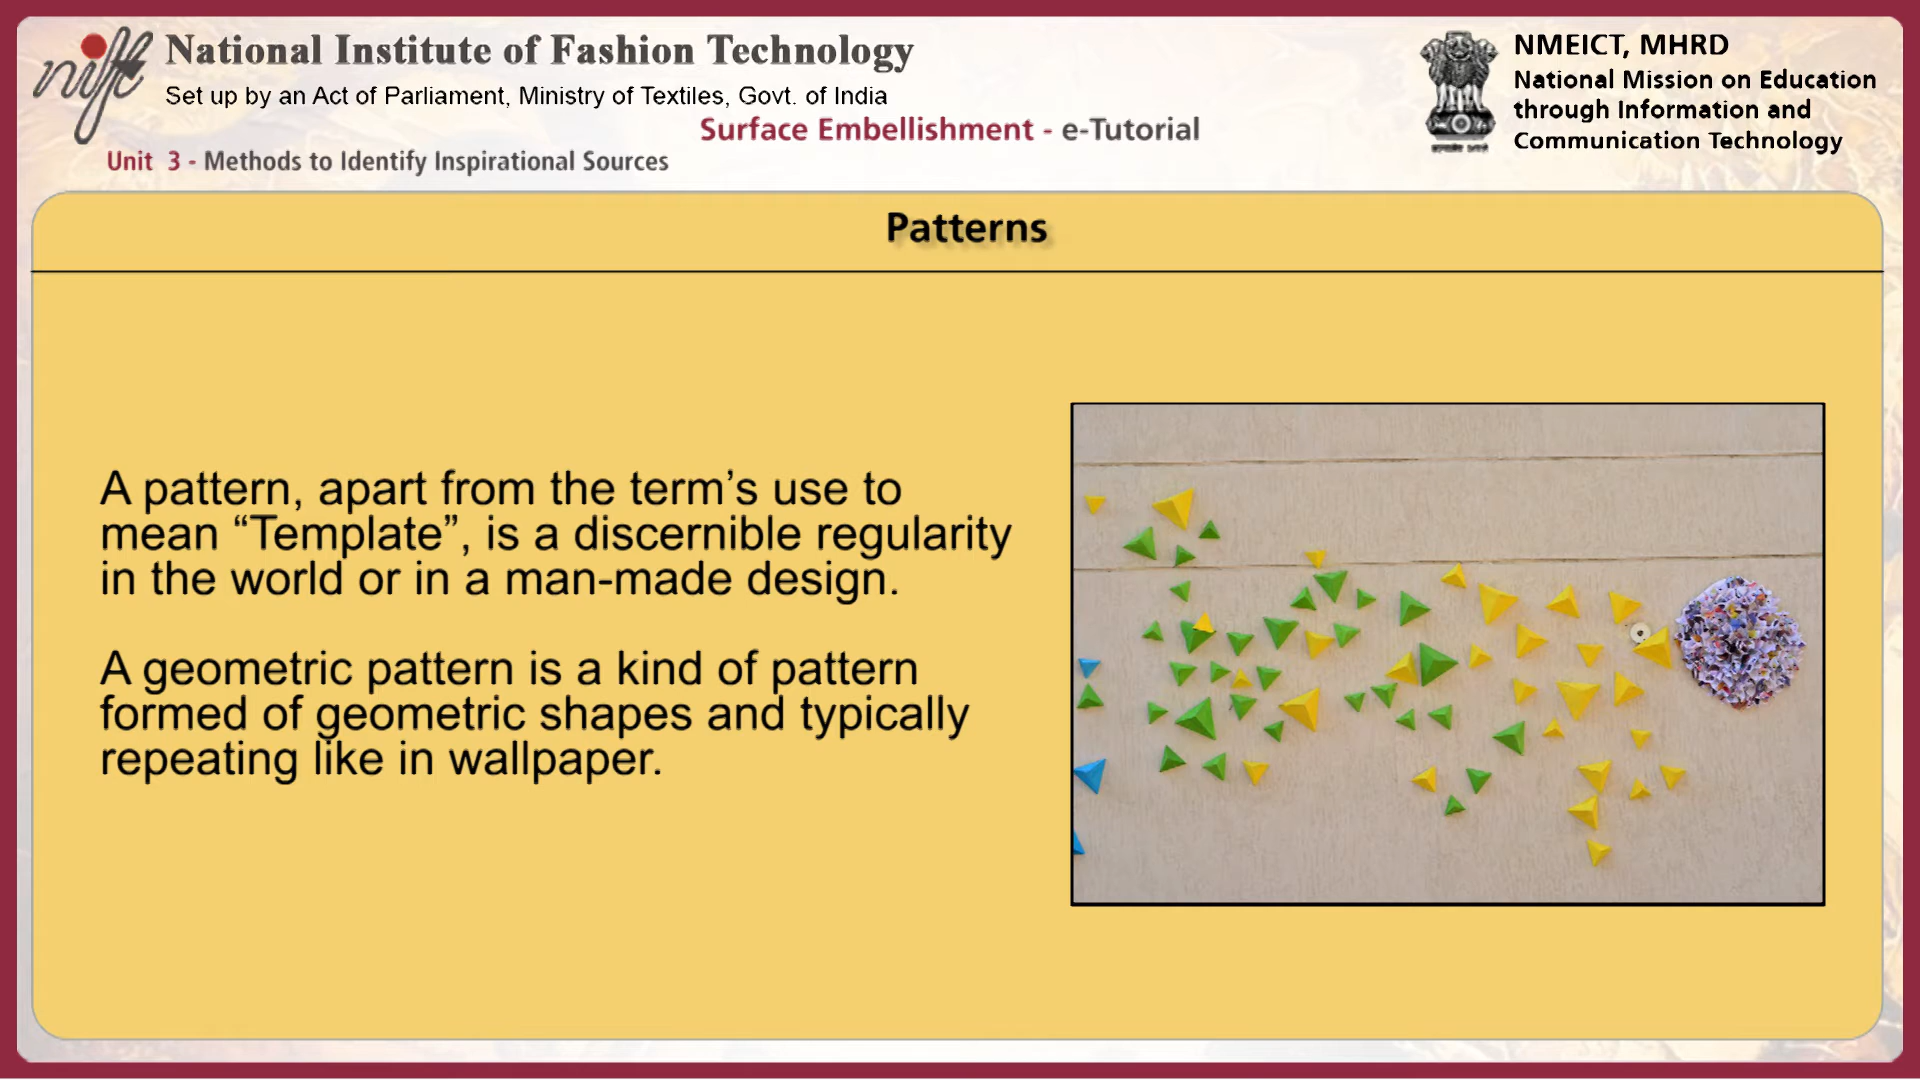 nift
National Institute of Fashion Technology
Set up by an Act of Parliament, Ministry of Textiles, Govt. of India
NMEICT, MHRD
National Mission on Education
through Information and
Communication Technology
Surface Embellishment - e-Tutorial
Unit 3 - Methods to Identify Inspirational Sources
Patterns
A pattern, apart from the term’s use to
mean “Template”, is a discernible regularity
in the world or in a man-made design.
A geometric pattern is a kind of pattern
formed of geometric shapes and typically
repeating like in wallpaper.